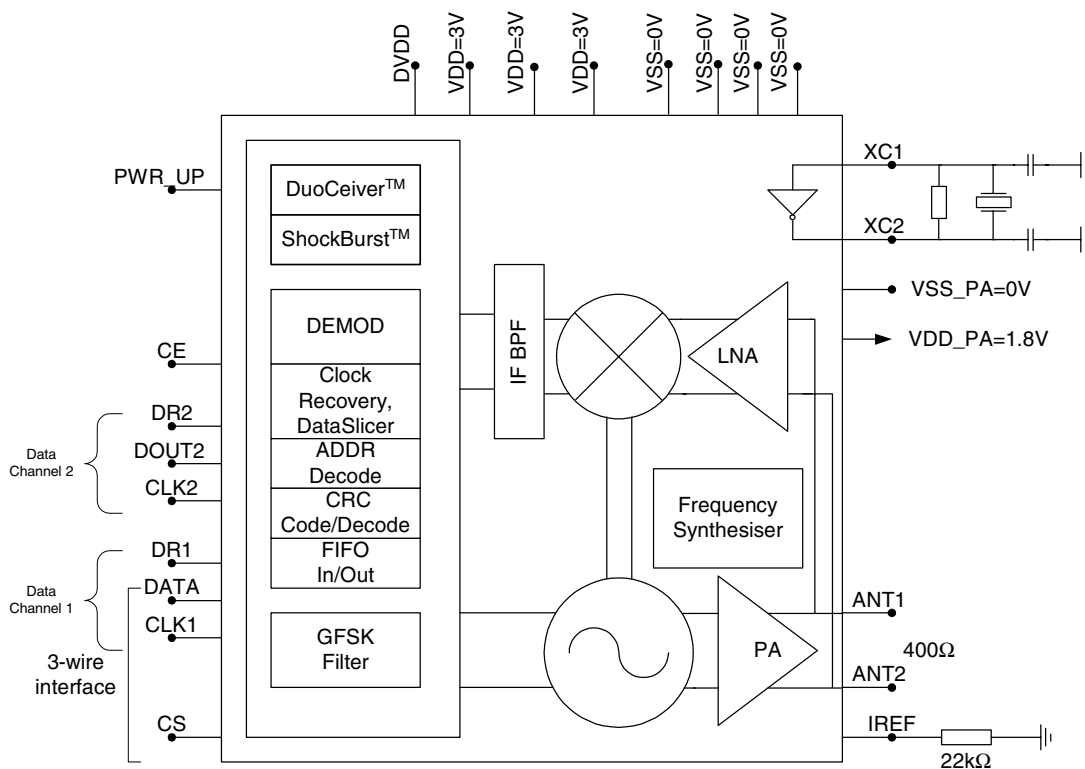 DVDD
VDD=3V
VDD=3V
VDD=3V
VSS=0V
VSS=0V
VSS=0V
VSS=0V
PWR_UP
DuoCeiver™
ShockBurst™
XC1
XC2
VSS_PA=0V
VDD_PA=1.8V
DEMOD
IF BPF
LNA
CE
Clock
Recovery,
DataSlicer
DR2
Data
Channel 2
DOUT2
ADDR
Decode
CLK2
CRC
Code/Decode
Frequency
Synthesiser
DR1
FIFO
In/Out
Data
Channel 1
DATA
CLK1
3-wire
interface
GFSK
Filter
PA
ANT1
400Ω
ANT2
CS
IREF
22kΩ